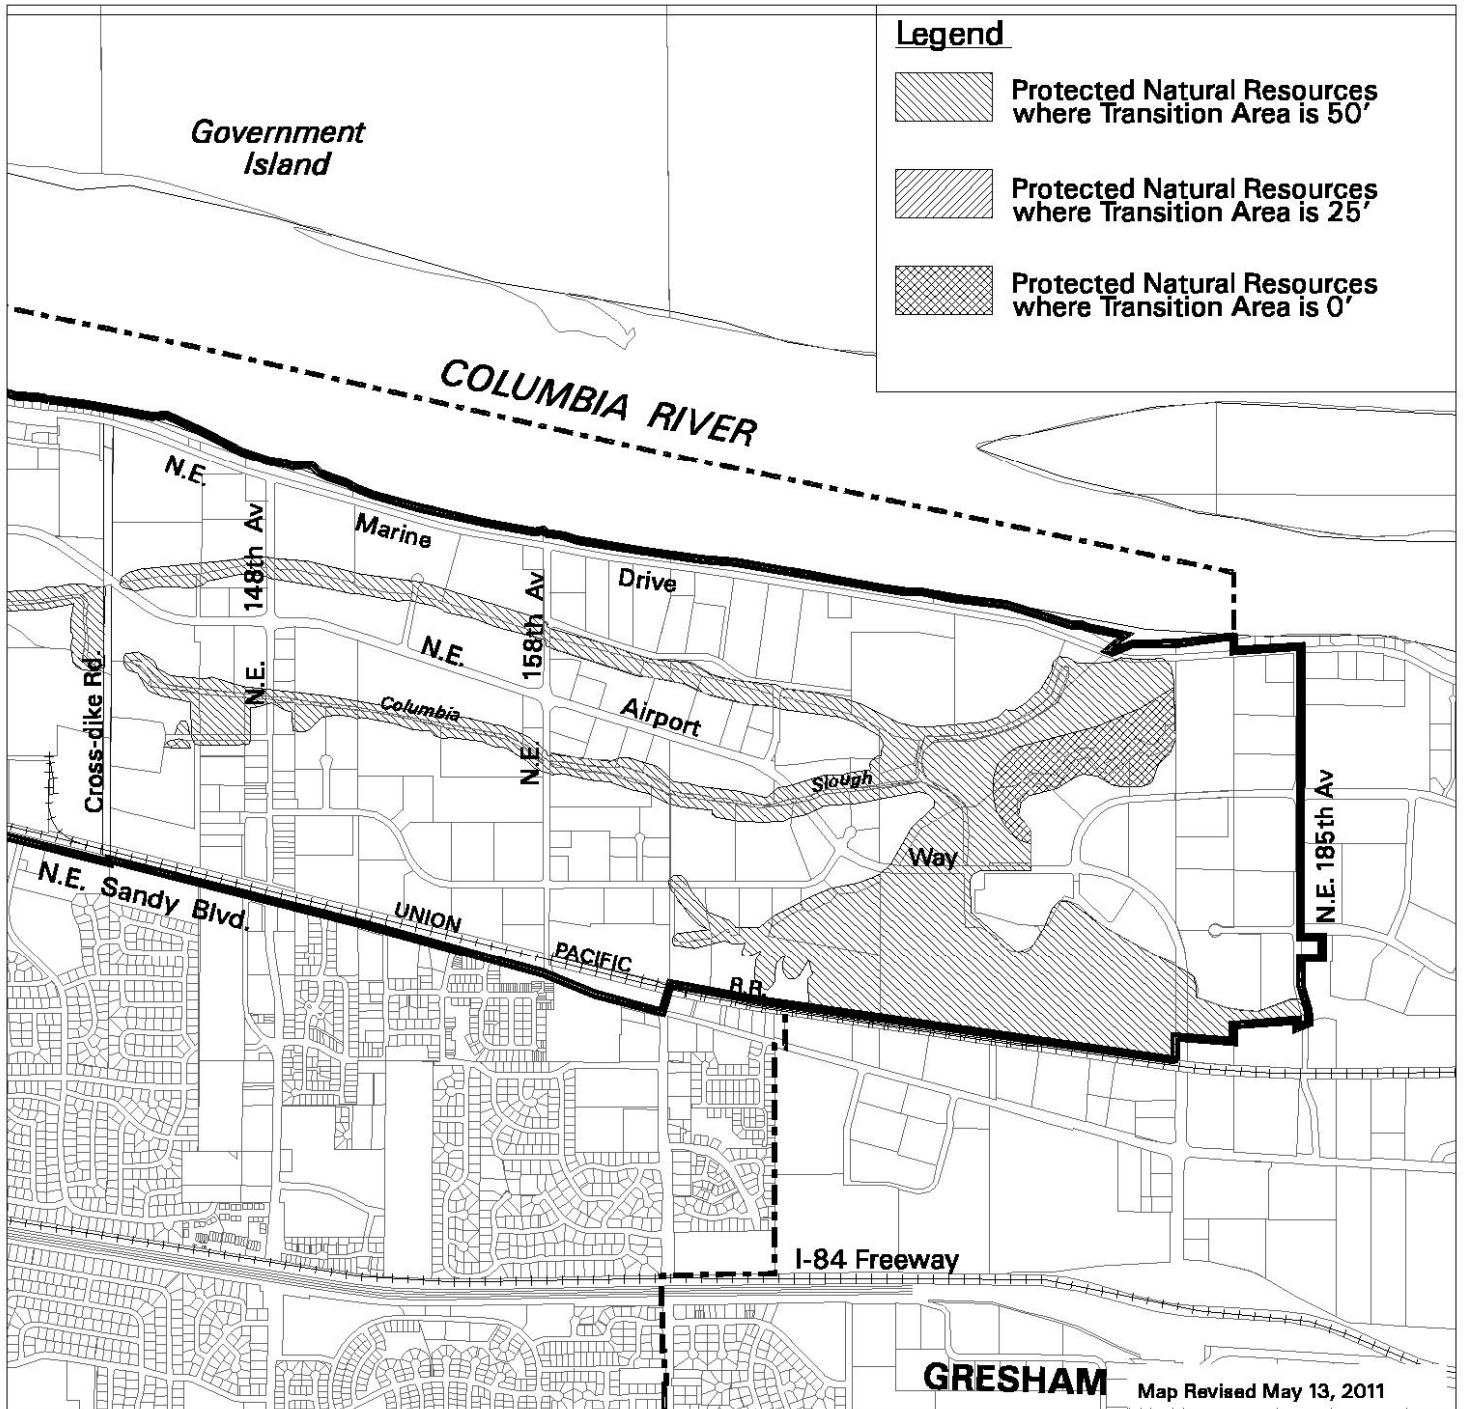 Legend
Protected Natural Resources
where Transition Area is 50'
Protected Natural Resources
where Transition Area is 25'
Protected Natural Resources
where Transition Area is 0'
Government
Island
COLUMBIA RIVER
N.E.
Marine
Drive
N.E. 148th Av
N.E. 158th Av
N.E.
Airport
Way
Columbia
Slough
Cross-dike Rd.
N.E. 185th Av
N.E. Sandy Blvd.
UNION
PACIFIC
R.R.
I-84 Freeway
GRESHAM
Map Revised May 13, 2011